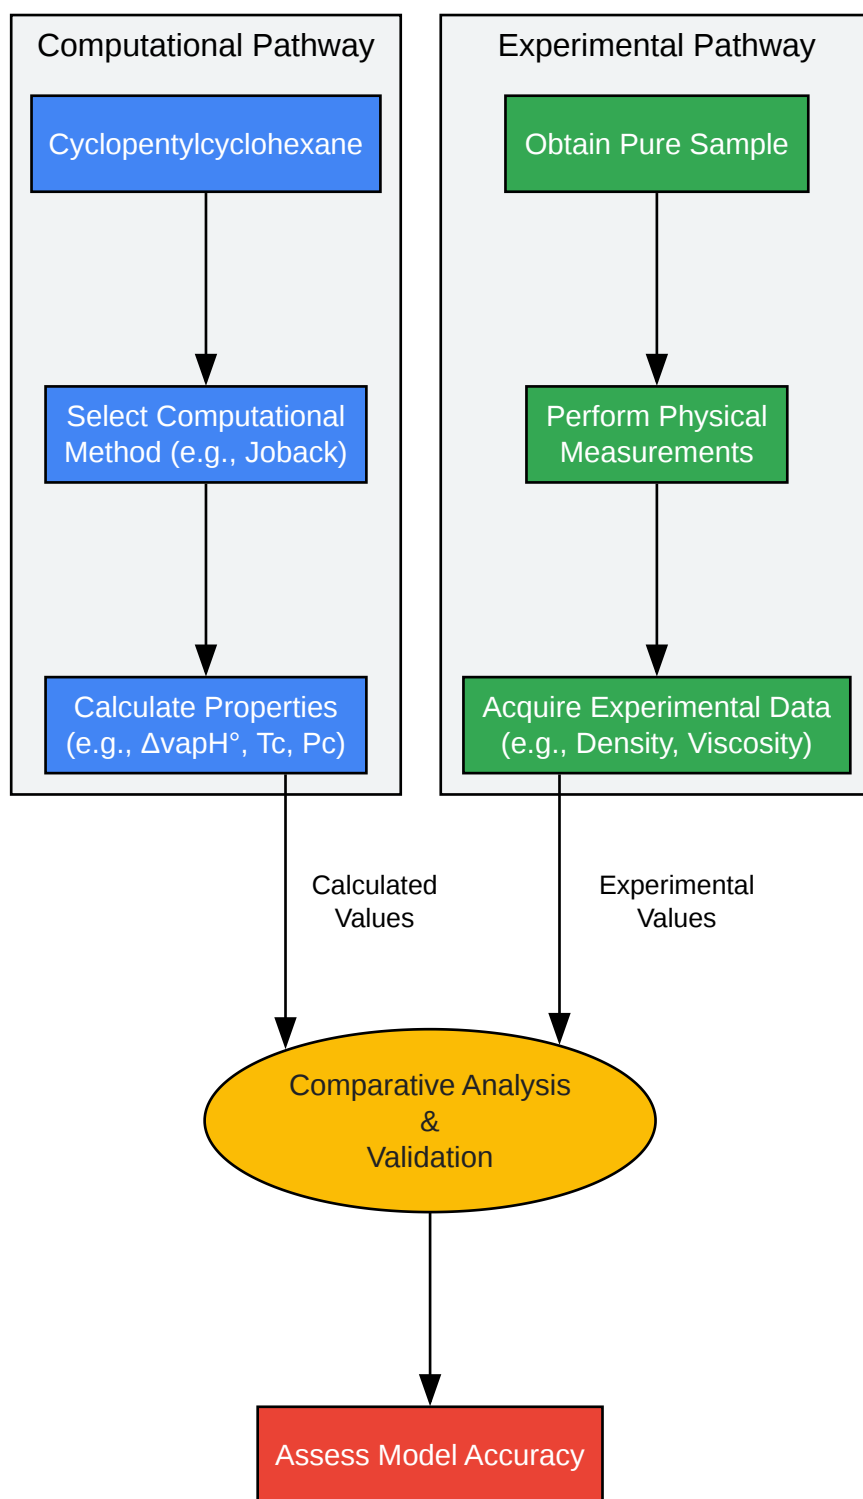 Computational Pathway
Cyclopentylcyclohexane
Select Computational
Method (e.g., Joback)
Calculate Properties
(e.g., ΔvapH°, Tc, Pc)
Experimental Pathway
Obtain Pure Sample
Perform Physical
Measurements
Acquire Experimental Data
(e.g., Density, Viscosity)
Calculated
Values
Experimental
Values
Comparative Analysis
&
Validation
Assess Model Accuracy